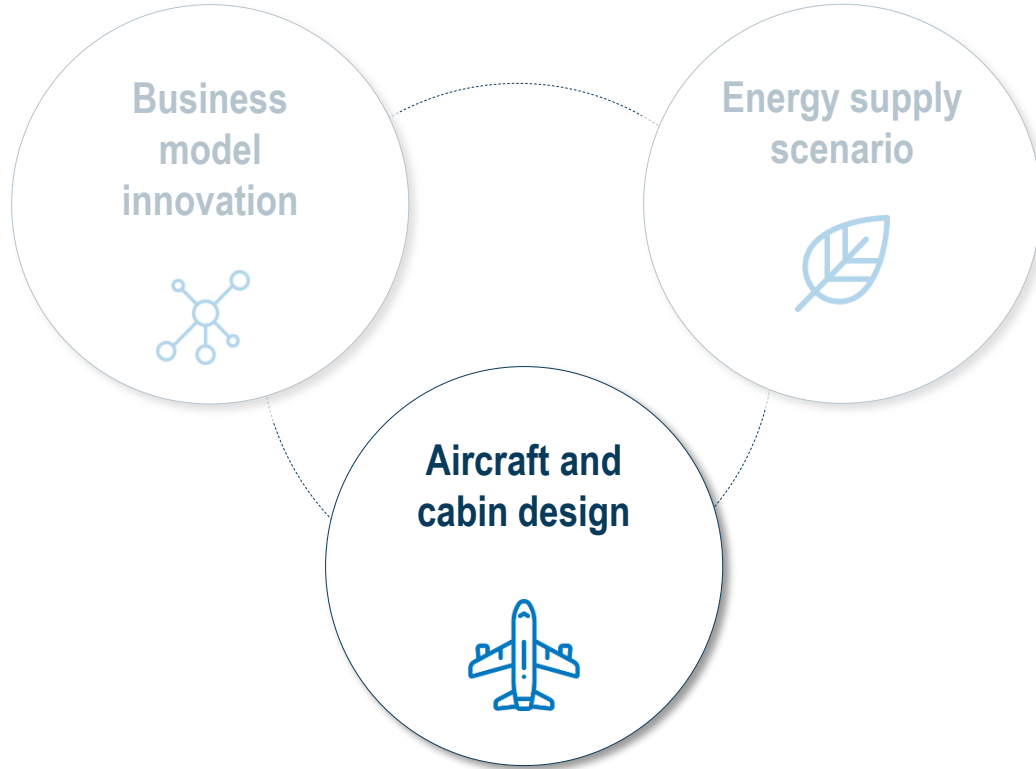 Business
model
innovation
Energy supply
scenario
Aircraft and
cabin design